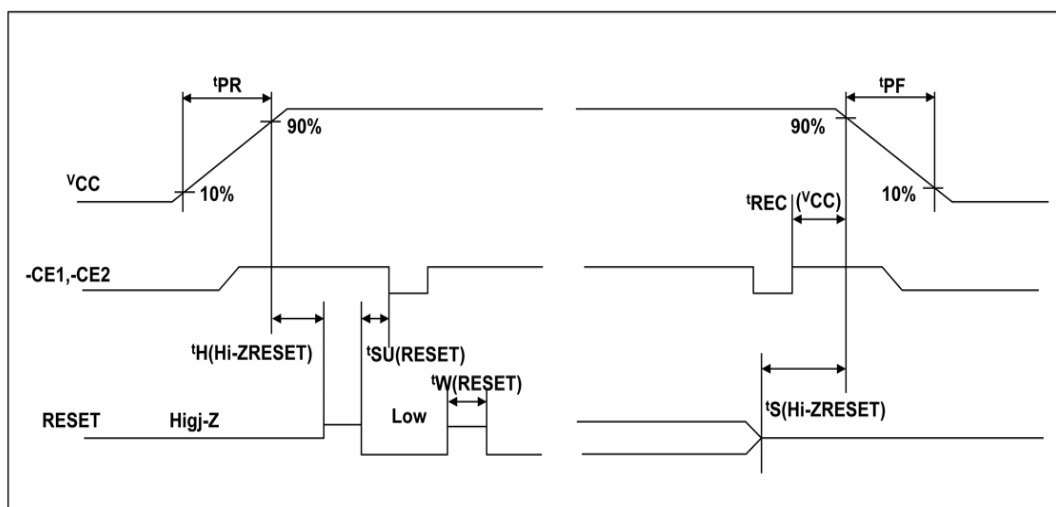 tPR
tPF
90%
90%
VCC
10%
10%
tREC (VCC)
-CE1,-CE2
tH(Hi-ZRESET)
tSU(RESET)
tW(RESET)
tS(Hi-ZRESET)
RESET
Higj-Z
Low